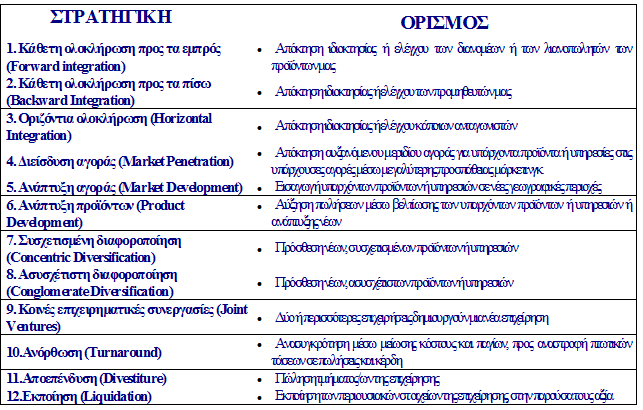 ΣΤΡΑΤΗΓΙΚΗ
ΟΡΙΣΜΟΣ
1. Κάθετη ολοκλήρωση προς τα εμπρός
(Forward integration)
• Απόκτηση ιδιοκτησίας ή ελέγχου των διανομέων ή των λιανοπωλητών των
προϊόντων μας
2. Κάθετη ολοκλήρωση προς τα πίσω
(Backward Integration)
• Απόκτηση ιδιοκτησίας ή ελέγχου των προμηθευτών μας
3. Οριζόντια ολοκλήρωση (Horizontal
Integration)
• Απόκτηση ιδιοκτησίας ή ελέγχου κάποιων ανταγωνιστών
4. Διείσδυση αγοράς (Market Penetration)
• Απόκτηση αυξανόμενου μεριδίου αγοράς για υπάρχοντα προϊόντα ή υπηρεσίες στις
υπάρχουσες αγορές μέσω μεγαλύτερης προσπάθειας μάρκετινγκ
5. Ανάπτυξη αγοράς (Market Development)
• Εισαγωγή υπαρχόντων προϊόντων ή υπηρεσιών σε νέες γεωγραφικές περιοχές
6. Ανάπτυξη προϊόντων (Product
Development)
• Αύξηση πωλήσεων μέσω βελτίωσης των υπαρχόντων προϊόντων ή υπηρεσιών ή
ανάπτυξης νέων
7. Συσχετισμένη διαφοροποίηση
(Concentric Diversification)
• Πρόσθεση νέων, συσχετισμένων προϊόντων ή υπηρεσιών
8. Ασυσχέτιστη διαφοροποίηση
(Conglomerate Diversification)
• Πρόσθεση νέων, ασυσχέτιστων προϊόντων ή υπηρεσιών
9. Κοινές επιχειρηματικές συνεργασίες (Joint
Ventures)
• Δύο ή περισσότερες επιχειρήσεις δημιουργούν μια νέα επιχείρηση
10.Ανόρθωση (Turnaround)
• Ανασυγκρότηση μέσω μείωσης κόστους και παγίων, προς αναστροφή πτωτικών
τάσεων σε πωλήσεις και κέρδη
11.Αποεπένδυση (Divestiture)
• Πώληση τμήματος/ων της επιχείρησης
12.Εκποίηση (Liquidation)
• Εκποίηση των περιουσιακών στοιχείων της επιχείρησης, στην παρούσα τους αξία